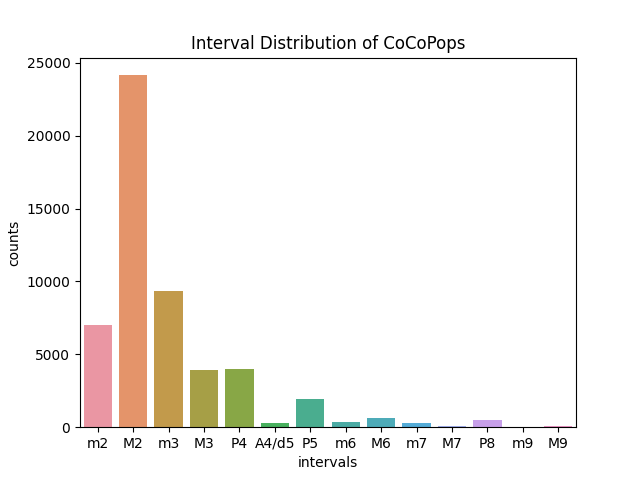 Interval Distribution of CoCoPops
counts
25000
20000
15000
10000
5000
0
m2 M2 m3 M3 P4 A4/d5 P5 m6 M6 m7 M7 P8 m9 M9
intervals